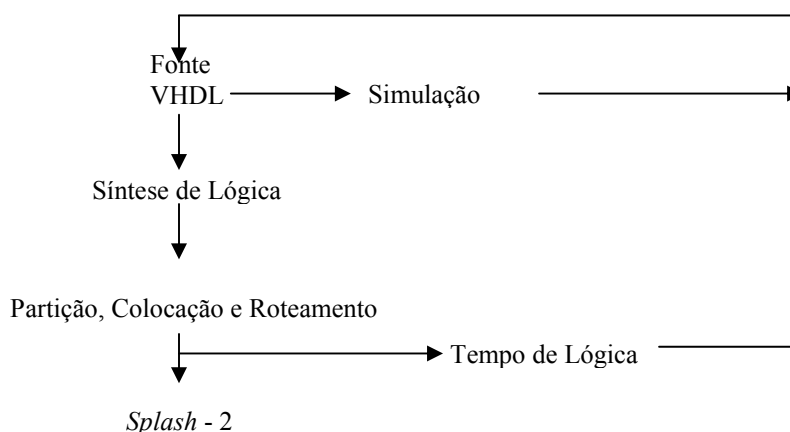 Fonte
VHDL
Simulação
Síntese de Lógica
Partição, Colocação e Roteamento
Tempo de Lógica
Splash - 2